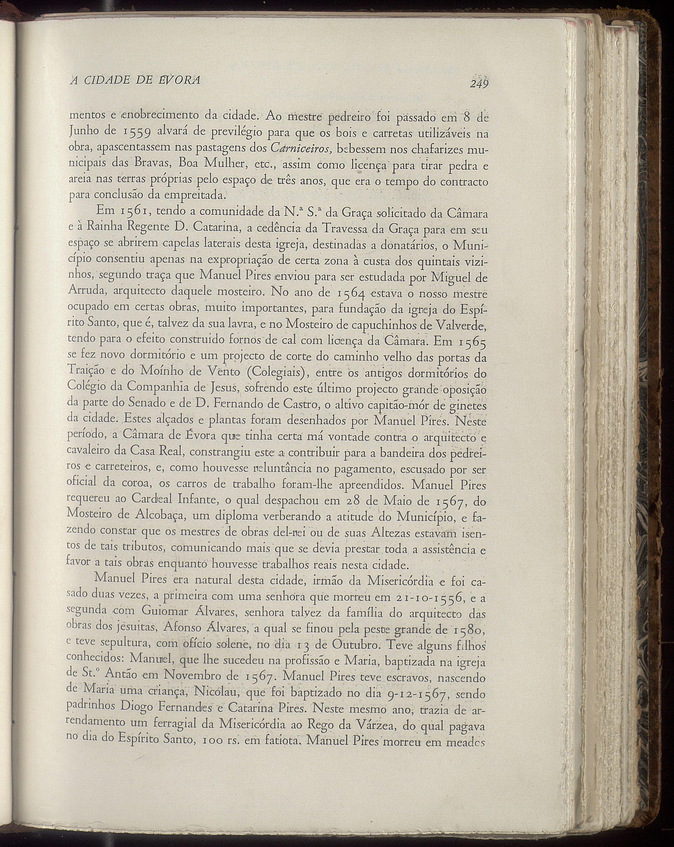 A CIDADE DE ÉVORA 249
mentos e enobrecimento da cidade. Ao mestre pedreiro foi passado em 8 de
Junho de 1559 alvará de previlégio para que os bois e carretas utilizáveis na
obra, apascentassem nas pastagens dos Carniceiros, bebessem nos chafarizes mu-
nicipais das Bravas, Boa Mulher, etc., assim como licença para tirar pedra e
areia nas terras próprias pelo espaço de três anos, que era o tempo do contracto
para conclusão da empreitada.
Em 1561, tendo a comunidade da N.ª S.ª da Graça solicitado da Câmara
e à Rainha Regente D. Catarina, a cedência da Travessa da Graça para em seu
espaço se abrirem capelas laterais desta igreja, destinadas a donatários, o Muni-
cípio consentiu apenas na expropriação de certa zona à custa dos quintais vizi-
nhos, segundo traça que Manuel Pires enviou para ser estudada por Miguel de
Arruda, arquitecto daquele mosteiro. No ano de 1564 estava o nosso mestre
ocupado em certas obras, muito importantes, para fundação da igreja do Espí-
rito Santo, que é, talvez da sua lavra, e no Mosteiro de capuchinhos de Valverde,
tendo para o efeito construido fornos de cal com licença da Câmara. Em 1565
se fez novo dormitório e um projecto de corte do caminho velho das portas da
Traição e do Moínho de Vento (Colegiais), entre os antigos dormitórios do
Colégio da Companhia de Jesus, sofrendo este último projecto grande oposição
da parte do Senado e de D. Fernando de Castro, o altivo capitão-mór de ginetes
da cidade. Estes alçados e plantas foram desenhados por Manuel Pires. Neste
período, a Câmara de Évora que tinha certa má vontade contra o arquitecto e
cavaleiro da Casa Real, constrangiu este a contribuir para a bandeira dos pedrei-
ros e carreteiros, e, como houvesse reluntância no pagamento, escusado por ser
oficial da coroa, os carros de trabalho foram-lhe apreendidos. Manuel Pires
requereu ao Cardeal Infante, o qual despachou em 28 de Maio de 1567, do
Mosteiro de Alcobaça, um diploma verberando a atitude do Município, e fa-
zendo constar que os mestres de obras del-rei ou de suas Altezas estavam isen-
tos de tais tributos, comunicando mais que se devia prestar toda a assistência e
favor a tais obras enquanto houvesse trabalhos reais nesta cidade.
Manuel Pires era natural desta cidade, irmão da Misericórdia e foi ca-
sado duas vezes, a primeira com uma senhora que morreu em 21-10-1556, e a
segunda com Guiomar Álvares, senhora talvez da família do arquitecto das
obras dos jesuitas, Afonso Álvares, a qual se finou pela peste grande de 1580,
e teve sepultura, com ofício solene, no dia 13 de Outubro. Teve alguns filhos
conhecidos: Manuel, que lhe sucedeu na profissão e Maria, baptizada na igreja
de St.º Antão em Novembro de 1567. Manuel Pires teve escravos, nascendo
de Maria uma criança, Nicolau, que foi baptizado no dia 9-12-1567, sendo
padrinhos Diogo Fernandes e Catarina Pires. Neste mesmo ano, trazia de ar-
rendamento um ferragial da Misericórdia ao Rego da Várzea, do qual pagava
no dia do Espírito Santo, 100 rs. em fatiota. Manuel Pires morreu em meados